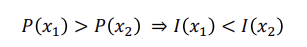 P(x₁) > P(x₂) ⇒ I(x₁) < I(x₂)